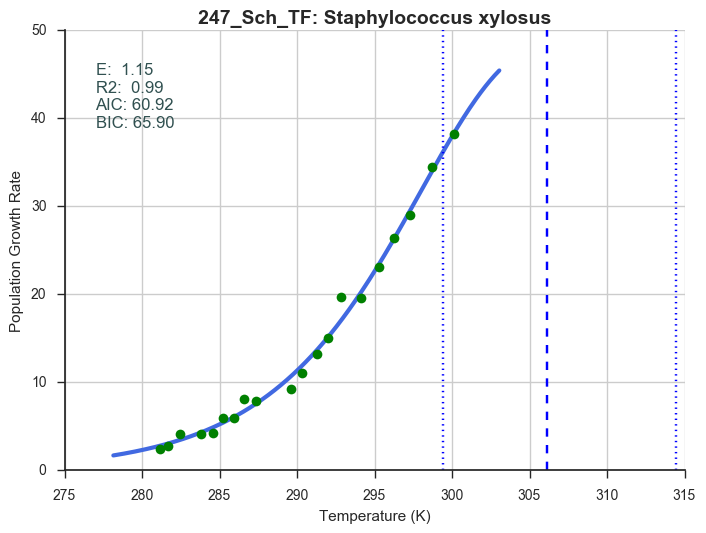 247_Sch_TF: Staphylococcus xylosus
E:  1.15
R2:  0.99
AIC: 60.92
BIC: 65.90
50
40
30
20
10
0
Population Growth Rate
275 280 285 290 295 300 305 310 315
Temperature (K)